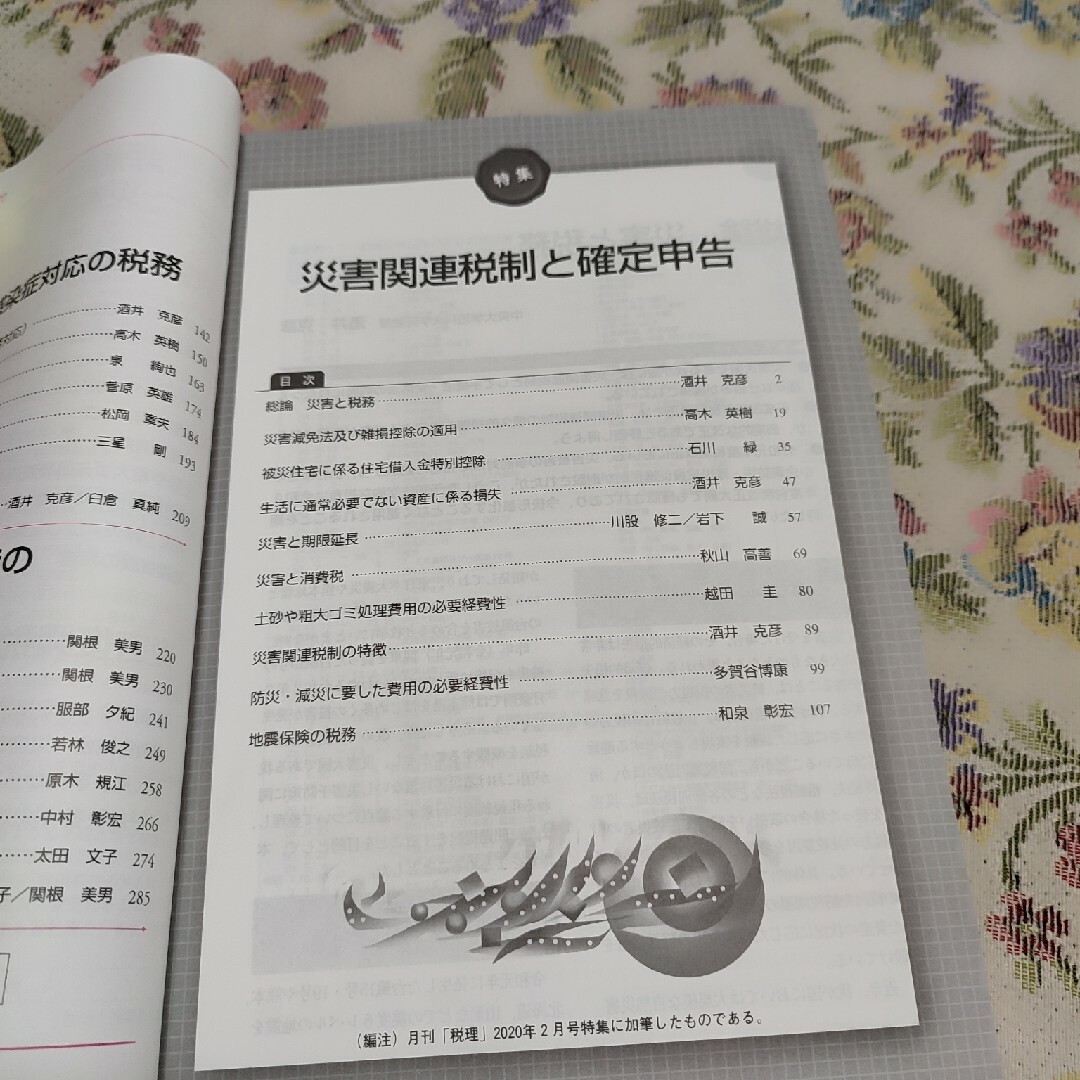 感染症対応の税務
対応)
酒井 克彦 142
高木 英樹 150
泉 絢也 163
菅原 英雄 174
松岡 章夫 184
三星 剛 193
酒井 克彦/臼倉 真純 209
の
関根 美男 220
関根 美男 230
服部 夕紀 241
若林 俊之 249
原木 規江 258
中村 彰宏 266
太田 文子 274
子/関根 美男 285
特集
災害関連税制と確定申告
目次
総論 災害と税務 酒井 克彦 2
災害減免法及び雑損控除の適用 高木 英樹 19
被災住宅に係る住宅借入金特別控除 石川 緑 35
生活に通常必要でない資産に係る損失 酒井 克彦 47
災害と期限延長 川股 修二/岩下 誠 57
災害と消費税 秋山 高善 69
土砂や粗大ゴミ処理費用の必要経費性 越田 圭 80
災害関連税制の特徴 酒井 克彦 89
防災・減災に要した費用の必要経費性 多賀谷博康 99
地震保険の税務 和泉 彰宏 107
(編注)月刊「税理」2020年2月号特集に加筆したものである。